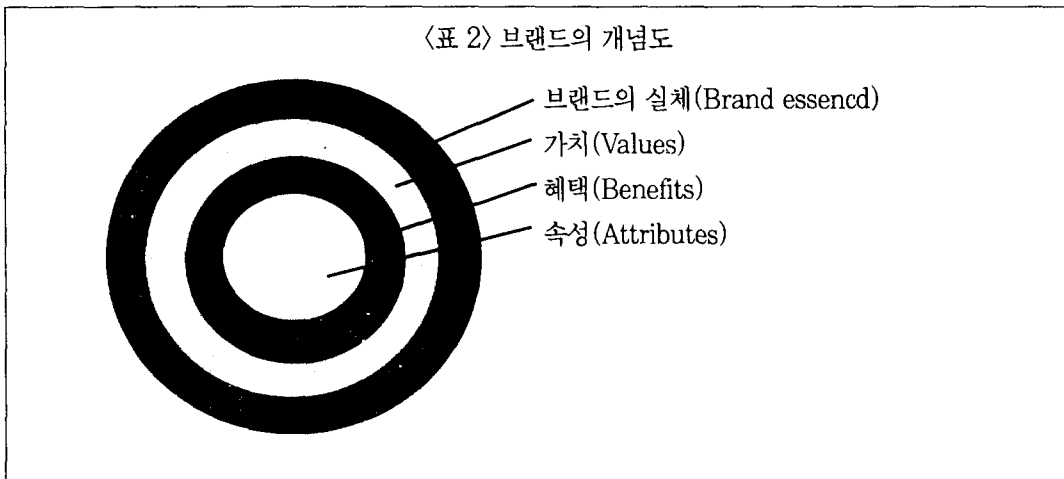 〈표 2〉 브랜드의 개념도
브랜드의 실체(Brand essencd)
가치(Values)
혜택(Benefits)
속성(Attributes)